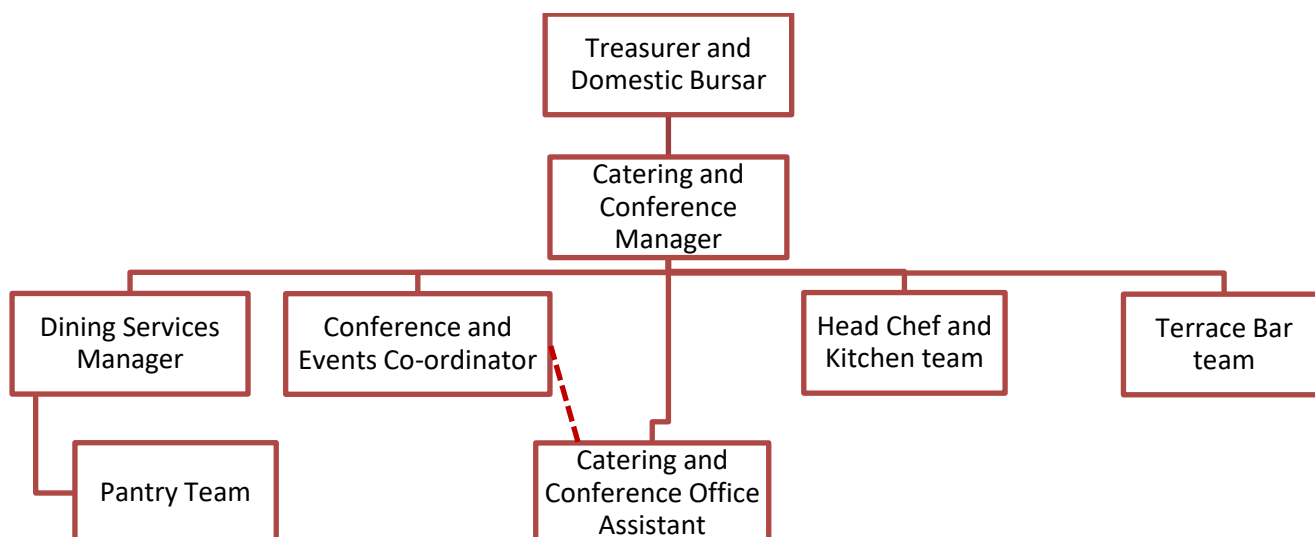 Treasurer and
Domestic Bursar
Catering and
Conference
Manager
Dining Services
Manager
Conference and
Events Co-ordinator
Head Chef and
Kitchen team
Terrace Bar
team
Pantry Team
Catering and
Conference Office
Assistant